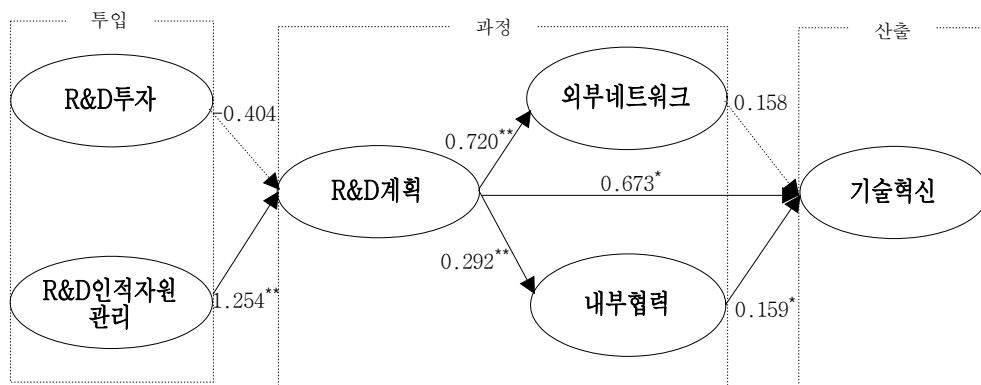 투입
과정
산출
R&D투자
-0.404
외부네트워크
0.158
0.720**
R&D계획
0.673*
기술혁신
R&D인적자원
관리
1.254**
0.292**
내부협력
0.159*